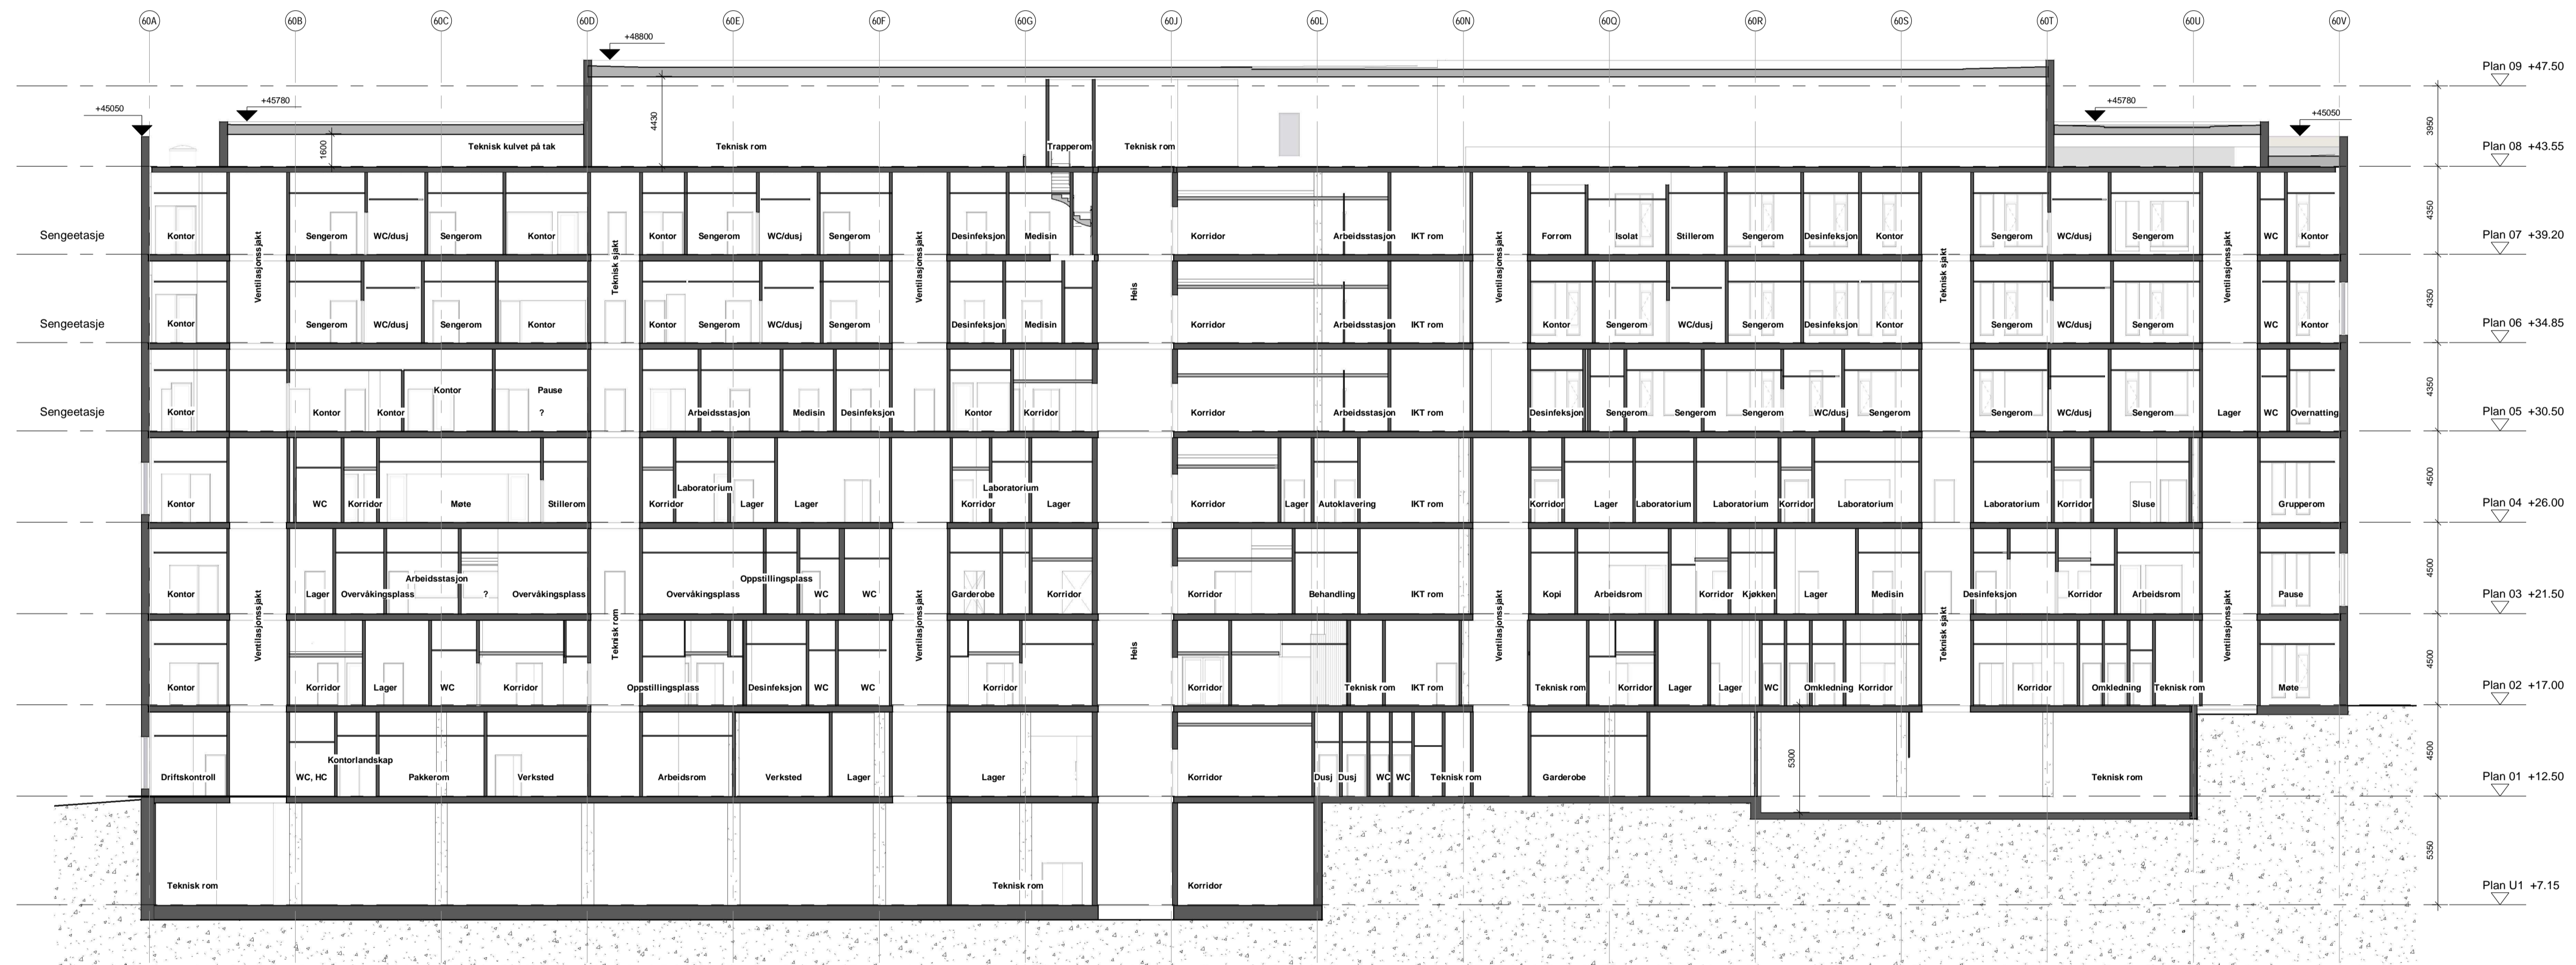 60A 60B 60C 60D 60E 60F 60G 60J 60L 60N 60Q 60R 60S 60T 60U 60V
+48800
Plan 09 +47.50
+45050 +45780 +45780 +45050
4430
3950
1600
Teknisk kulvet på tak Teknisk rom Trapperom Teknisk rom
Plan 08 +43.55
4350
Sengeetasje Kontor Sengerom WC/dusj Sengerom Kontor Kontor Sengerom WC/dusj Sengerom Desinfeksjon Medisin Korridor Arbeidsstasjon IKT rom Forrom Isolat Stillerom Sengerom Desinfeksjon Kontor Sengerom WC/dusj Sengerom WC Kontor
Plan 07 +39.20
Ventilasjonssjakt Teknisk sjakt Ventilasjonssjakt Heis Ventilasjonssjakt Teknisk sjakt Ventilasjonssjakt
4350
Sengeetasje Kontor Sengerom WC/dusj Sengerom Kontor Kontor Sengerom WC/dusj Sengerom Desinfeksjon Medisin Korridor Arbeidsstasjon IKT rom Kontor Sengerom WC/dusj Sengerom Desinfeksjon Kontor Sengerom WC/dusj Sengerom WC Kontor
Plan 06 +34.85
4350
Kontor Pause
Sengeetasje Kontor Kontor Kontor ? Arbeidsstasjon Medisin Desinfeksjon Kontor Korridor Korridor Arbeidsstasjon IKT rom Desinfeksjon Sengerom Sengerom Sengerom WC/dusj Sengerom Sengerom WC/dusj Sengerom Lager WC Overnatting
Plan 05 +30.50
4500
Laboratorium Laboratorium
Kontor WC Korridor Møte Stillerom Korridor Lager Lager Korridor Lager Korridor Lager Autoklavering IKT rom Korridor Lager Laboratorium Laboratorium Korridor Laboratorium Laboratorium Korridor Sluse Grupperom
Plan 04 +26.00
4500
Arbeidsstasjon Oppstillingsplass
Kontor Lager Overvåkingsplass ? Overvåkingsplass Overvåkingsplass WC WC Garderobe Korridor Korridor Behandling IKT rom Kopi Arbeidsrom Korridor Kjøkken Lager Medisin Desinfeksjon Korridor Arbeidsrom Pause
Plan 03 +21.50
Ventilasjonssjakt Teknisk rom Ventilasjonssjakt Heis Ventilasjonssjakt Teknisk sjakt Ventilasjonssjakt
4500
Kontor Korridor Lager WC Korridor Oppstillingsplass Desinfeksjon WC WC Korridor Korridor Teknisk rom IKT rom Teknisk rom Korridor Lager Lager WC Omkledning Korridor Korridor Omkledning Teknisk rom Møte
Plan 02 +17.00
4500
5300
Kontorlandskap
Driftskontroll WC, HC Pakkerom Verksted Arbeidsrom Verksted Lager Lager Korridor Dusj Dusj WC WC Teknisk rom Garderobe Teknisk rom
Plan 01 +12.50
5350
Teknisk rom Teknisk rom Korridor
Plan U1 +7.15